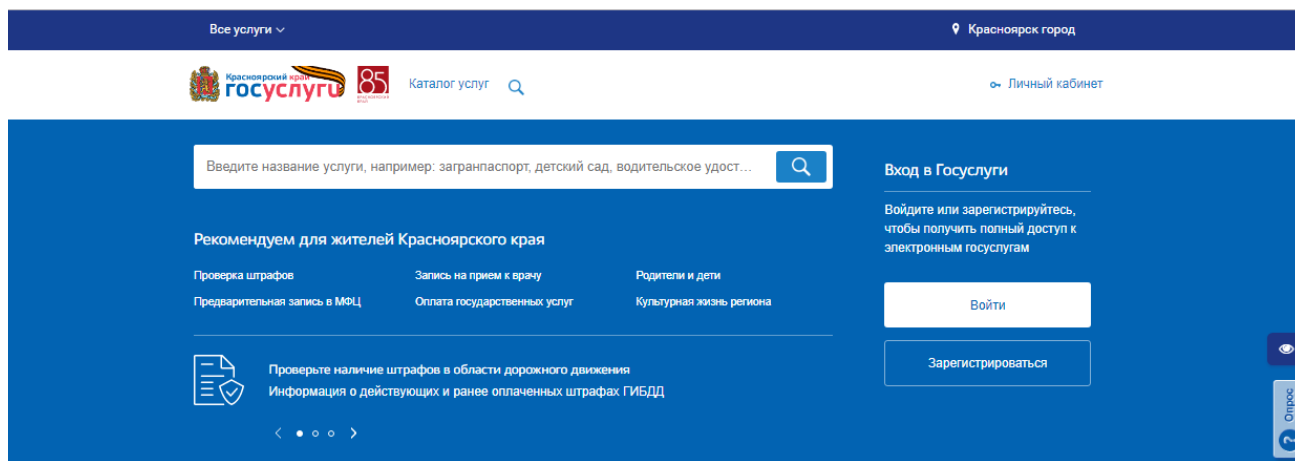 Все услуги
Красноярск город
Красноярский край
госуслуги
85
Каталог услуг
Личный кабинет
Введите название услуги, например: загранпаспорт, детский сад, водительское удост...
Вход в Госуслуги
Войдите или зарегистрируйтесь,
чтобы получить полный доступ к
электронным госуслугам
Рекомендуем для жителей Красноярского края
Проверка штрафов
Запись на прием к врачу
Родители и дети
Предварительная запись в МФЦ
Оплата государственных услуг
Культурная жизнь региона
Войти
Зарегистрироваться
Проверьте наличие штрафов в области дорожного движения
Информация о действующих и ранее оплаченных штрафах ГИБДД
Опрос
?